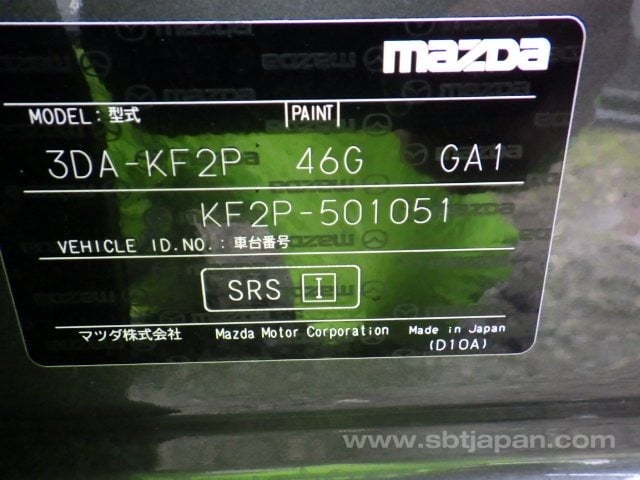 mazda
MODEL: 型式 PAINT
3DA-KF2P 46G GA1
KF2P-501051
VEHICLE ID.NO.: 車台番号
SRS I
マツダ株式会社 Mazda Motor Corporation Made in Japan
(D10A)
www.sbtjapan.com